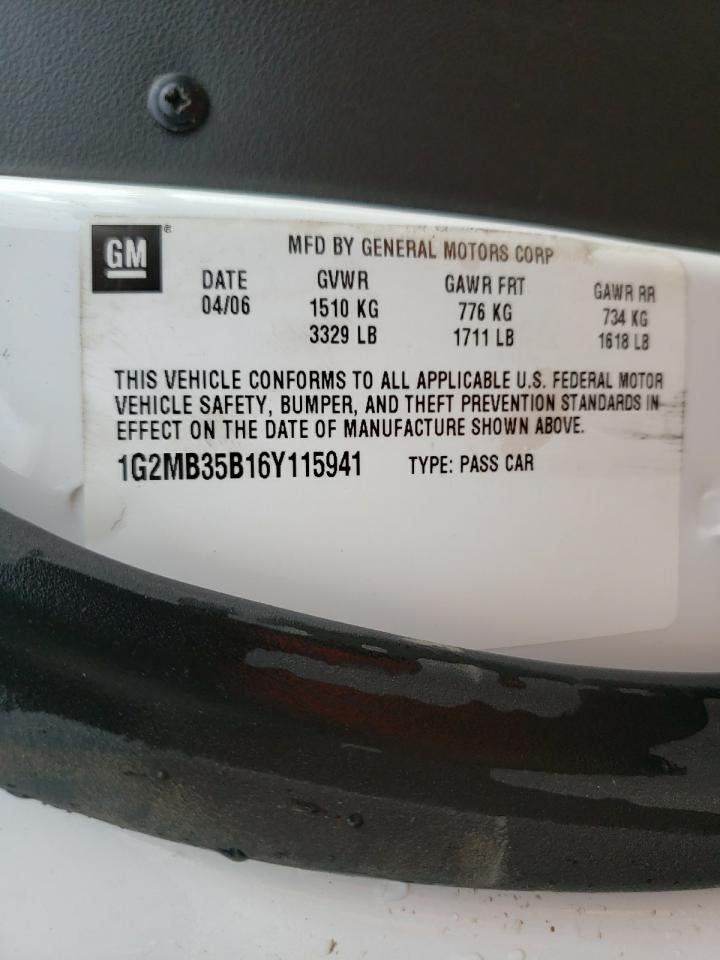 GM®
MFD BY GENERAL MOTORS CORP
DATE GVWR GAWR FRT GAWR RR
04/06 1510 KG 776 KG 734 KG
3329 LB 1711 LB 1618 LB
THIS VEHICLE CONFORMS TO ALL APPLICABLE U.S. FEDERAL MOTOR
VEHICLE SAFETY, BUMPER, AND THEFT PREVENTION STANDARDS IN
EFFECT ON THE DATE OF MANUFACTURE SHOWN ABOVE.
1G2MB35B16Y115941 TYPE: PASS CAR